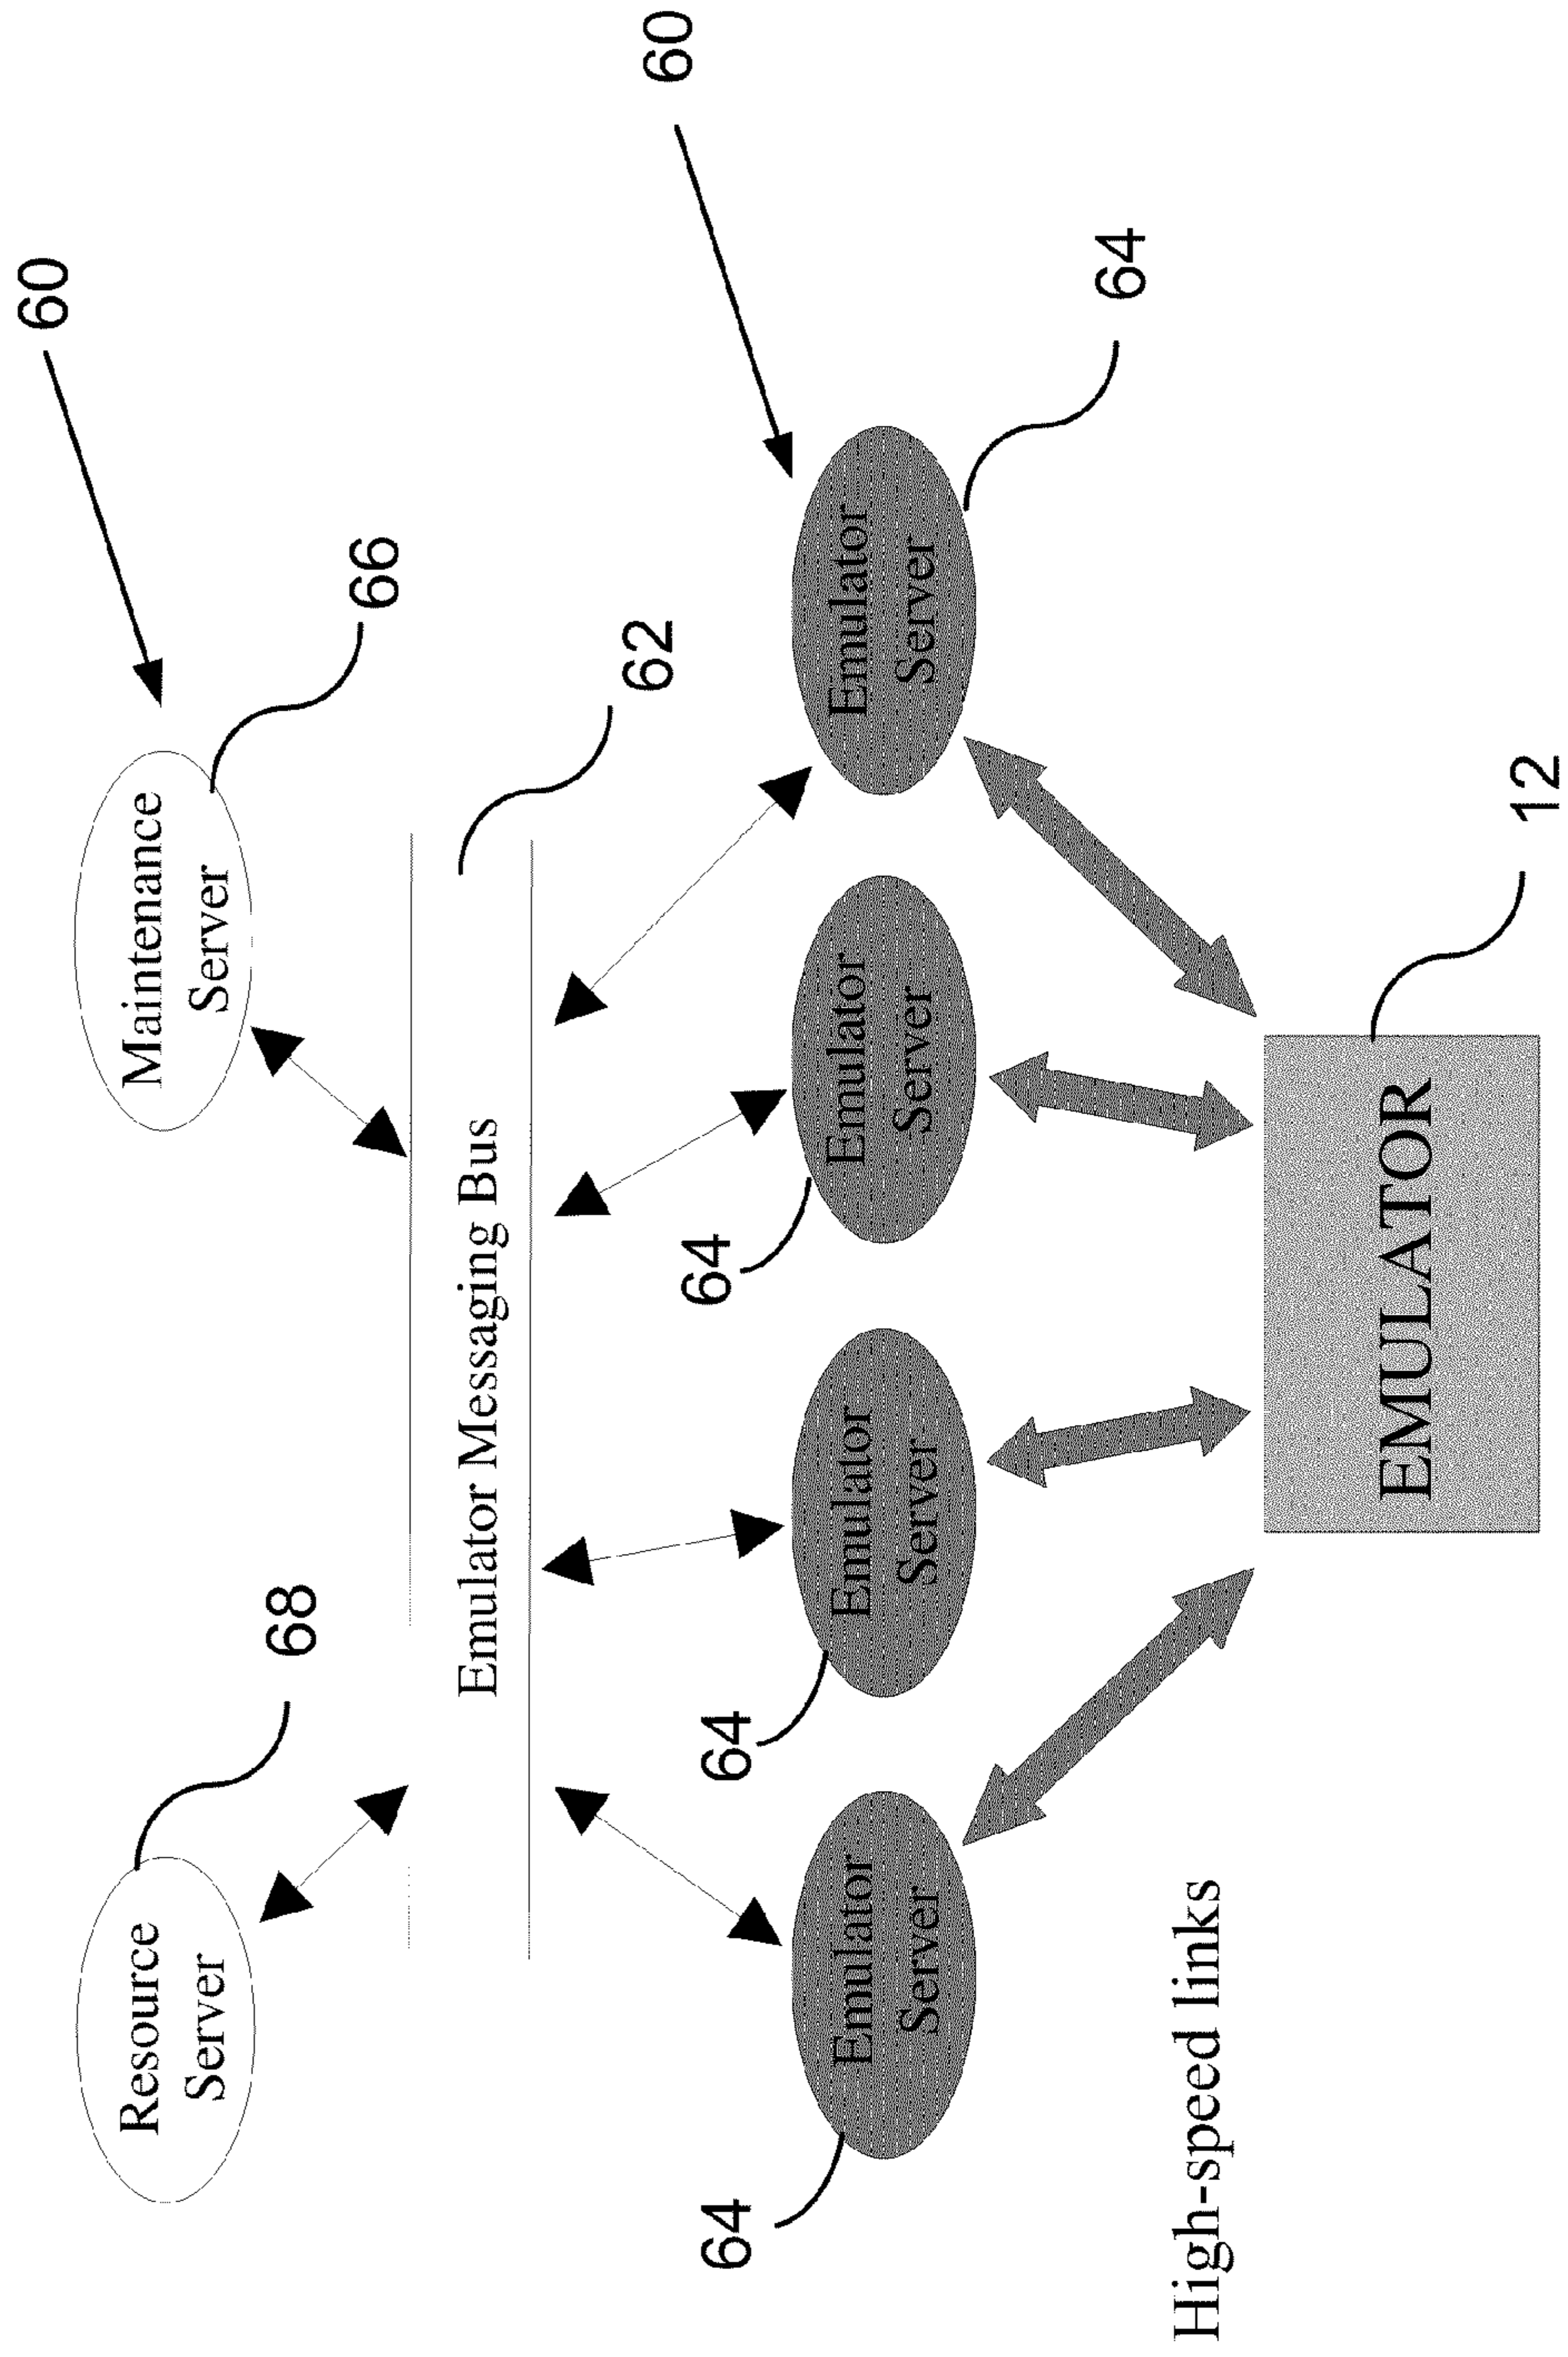 60
Resource
Server
68
Maintenance
Server
66
Emulator Messaging Bus
62
60
64
Emulator
Server
64
Emulator
Server
64
Emulator
Server
Emulator
Server
64
High-speed links
EMULATOR
12